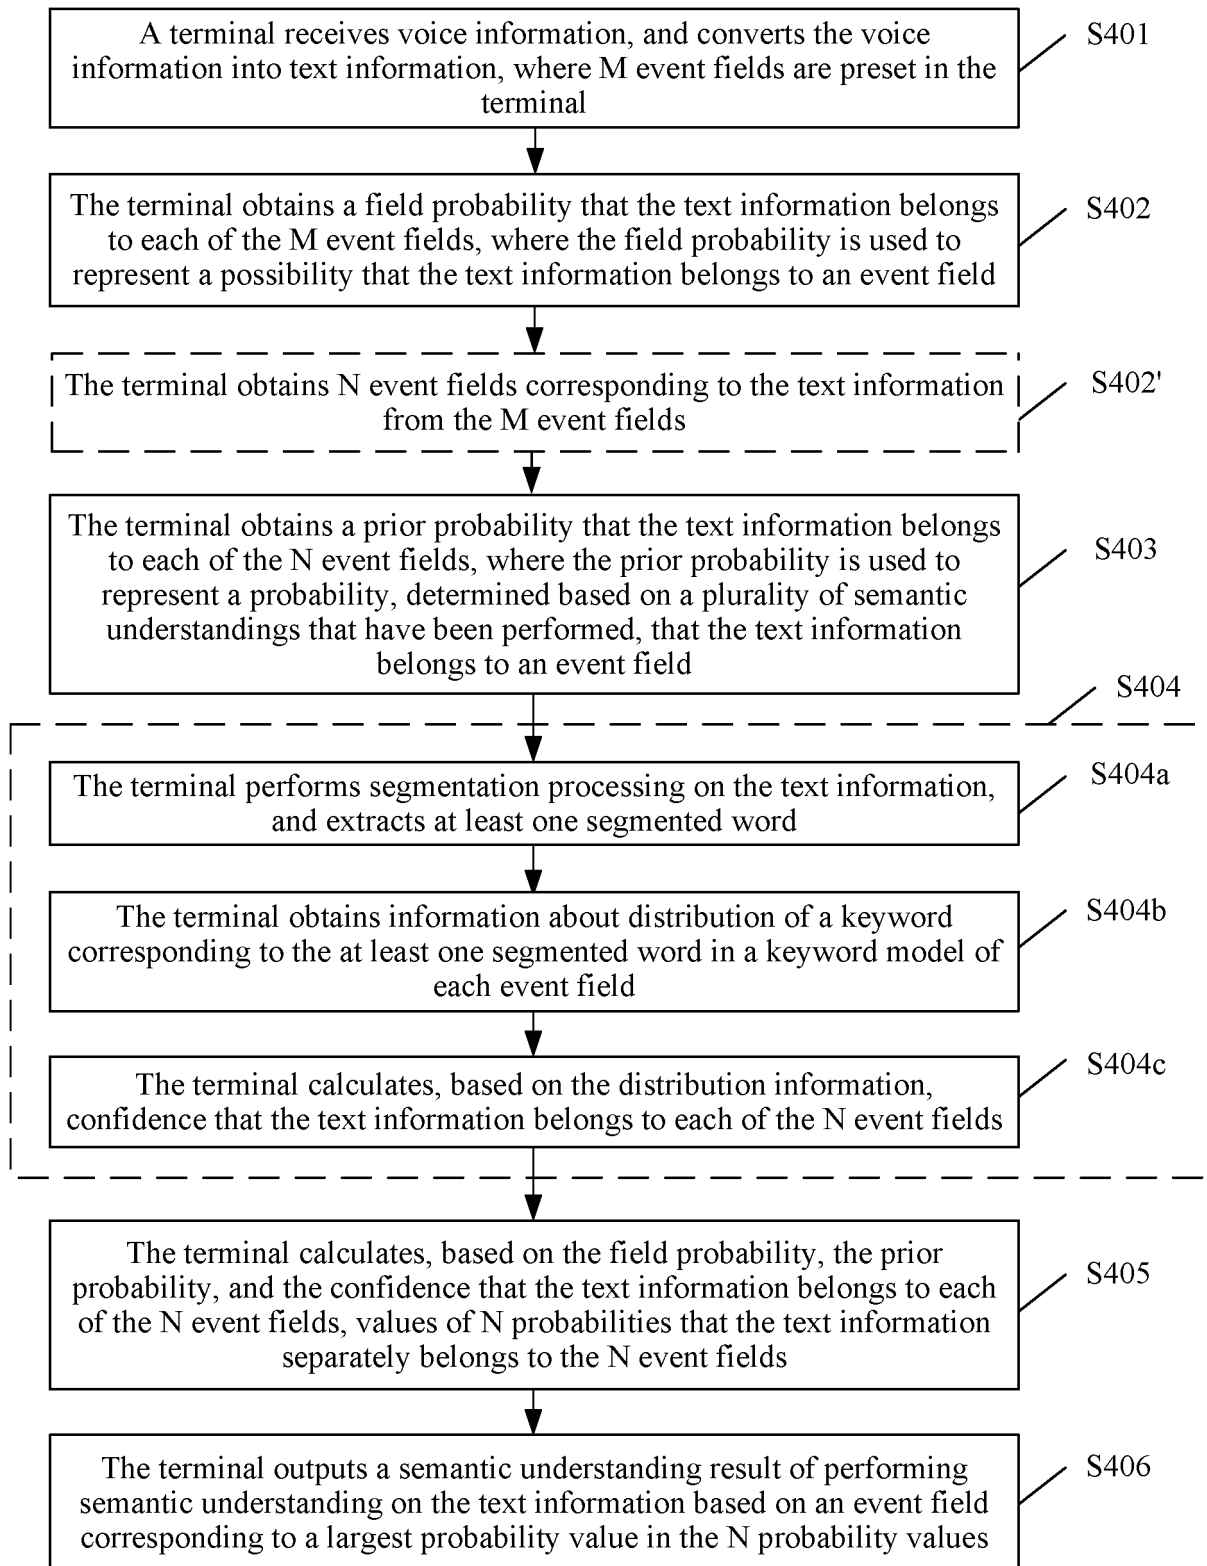 A terminal receives voice information, and converts the voice
information into text information, where M event fields are preset in the
terminal
S401
The terminal obtains a field probability that the text information belongs
to each of the M event fields, where the field probability is used to
represent a possibility that the text information belongs to an event field
S402
The terminal obtains N event fields corresponding to the text information
from the M event fields
S402'
The terminal obtains a prior probability that the text information belongs
to each of the N event fields, where the prior probability is used to
represent a probability, determined based on a plurality of semantic
understandings that have been performed, that the text information
belongs to an event field
S403
S404
The terminal performs segmentation processing on the text information,
and extracts at least one segmented word
S404a
The terminal obtains information about distribution of a keyword
corresponding to the at least one segmented word in a keyword model of
each event field
S404b
The terminal calculates, based on the distribution information,
confidence that the text information belongs to each of the N event fields
S404c
The terminal calculates, based on the field probability, the prior
probability, and the confidence that the text information belongs to each
of the N event fields, values of N probabilities that the text information
separately belongs to the N event fields
S405
The terminal outputs a semantic understanding result of performing
semantic understanding on the text information based on an event field
corresponding to a largest probability value in the N probability values
S406